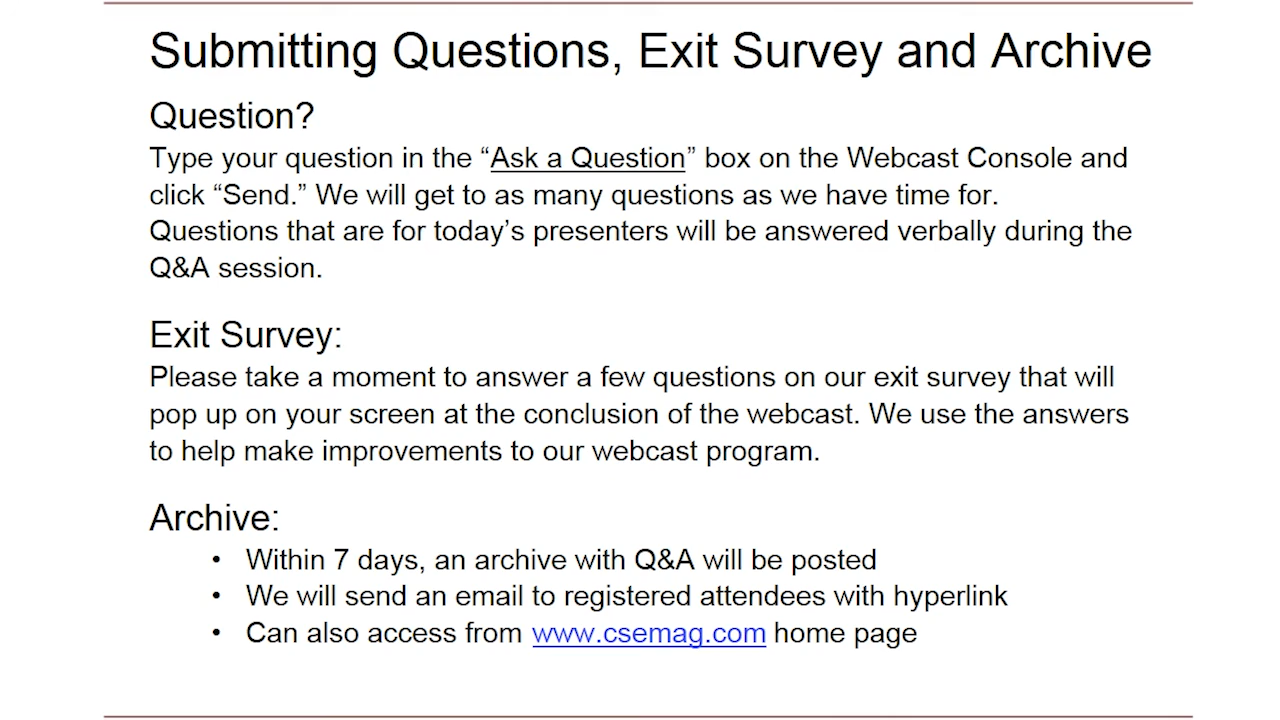 Submitting Questions, Exit Survey and Archive
Question?
Type your question in the “Ask a Question” box on the Webcast Console and
click “Send.” We will get to as many questions as we have time for.
Questions that are for today’s presenters will be answered verbally during the
Q&A session.
Exit Survey:
Please take a moment to answer a few questions on our exit survey that will
pop up on your screen at the conclusion of the webcast. We use the answers
to help make improvements to our webcast program.
Archive:
• Within 7 days, an archive with Q&A will be posted
• We will send an email to registered attendees with hyperlink
• Can also access from www.csemag.com home page